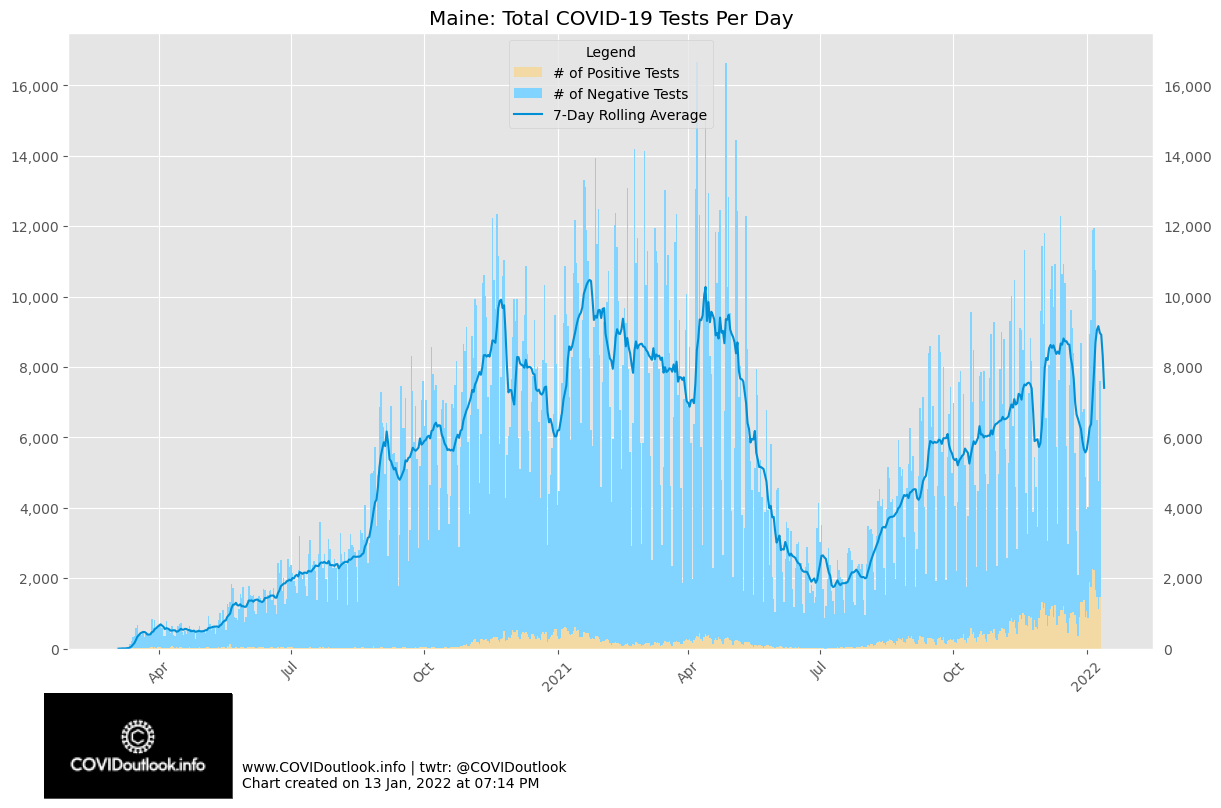 Maine: Total COVID-19 Tests Per Day
Legend
# of Positive Tests
# of Negative Tests
7-Day Rolling Average
16,000
14,000
12,000
10,000
8,000
6,000
4,000
2,000
0
16,000
14,000
12,000
10,000
8,000
6,000
4,000
2,000
0
Apr
Jul
Oct
2021
Apr
Jul
Oct
2022
COVIDoutlook.info
www.COVIDoutlook.info | twtr: @COVIDoutlook
Chart created on 13 Jan, 2022 at 07:14 PM